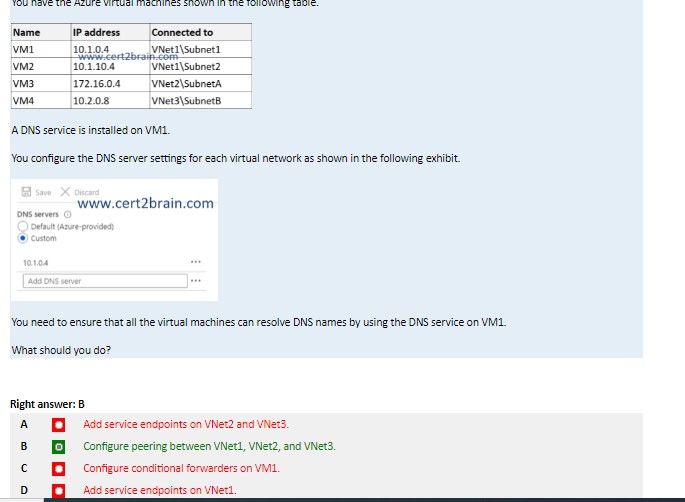 You have the Azure virtual machines shown in the following table.
Name IP address Connected to
VM1 10.1.0.4 VNet1\Subnet1
www.cert2brain.com
VM2 10.1.10.4 VNet1\Subnet2
VM3 172.16.0.4 VNet2\SubnetA
VM4 10.2.0.8 VNet3\SubnetB
A DNS service is installed on VM1.
You configure the DNS server settings for each virtual network as shown in the following exhibit.
Save Discard
www.cert2brain.com
DNS servers
Default (Azure-provided)
Custom
10.1.0.4 ...
Add DNS server ...
You need to ensure that all the virtual machines can resolve DNS names by using the DNS service on VM1.
What should you do?
Right answer: B
A Add service endpoints on VNet2 and VNet3.
B Configure peering between VNet1, VNet2, and VNet3.
C Configure conditional forwarders on VM1.
D Add service endpoints on VNet1.